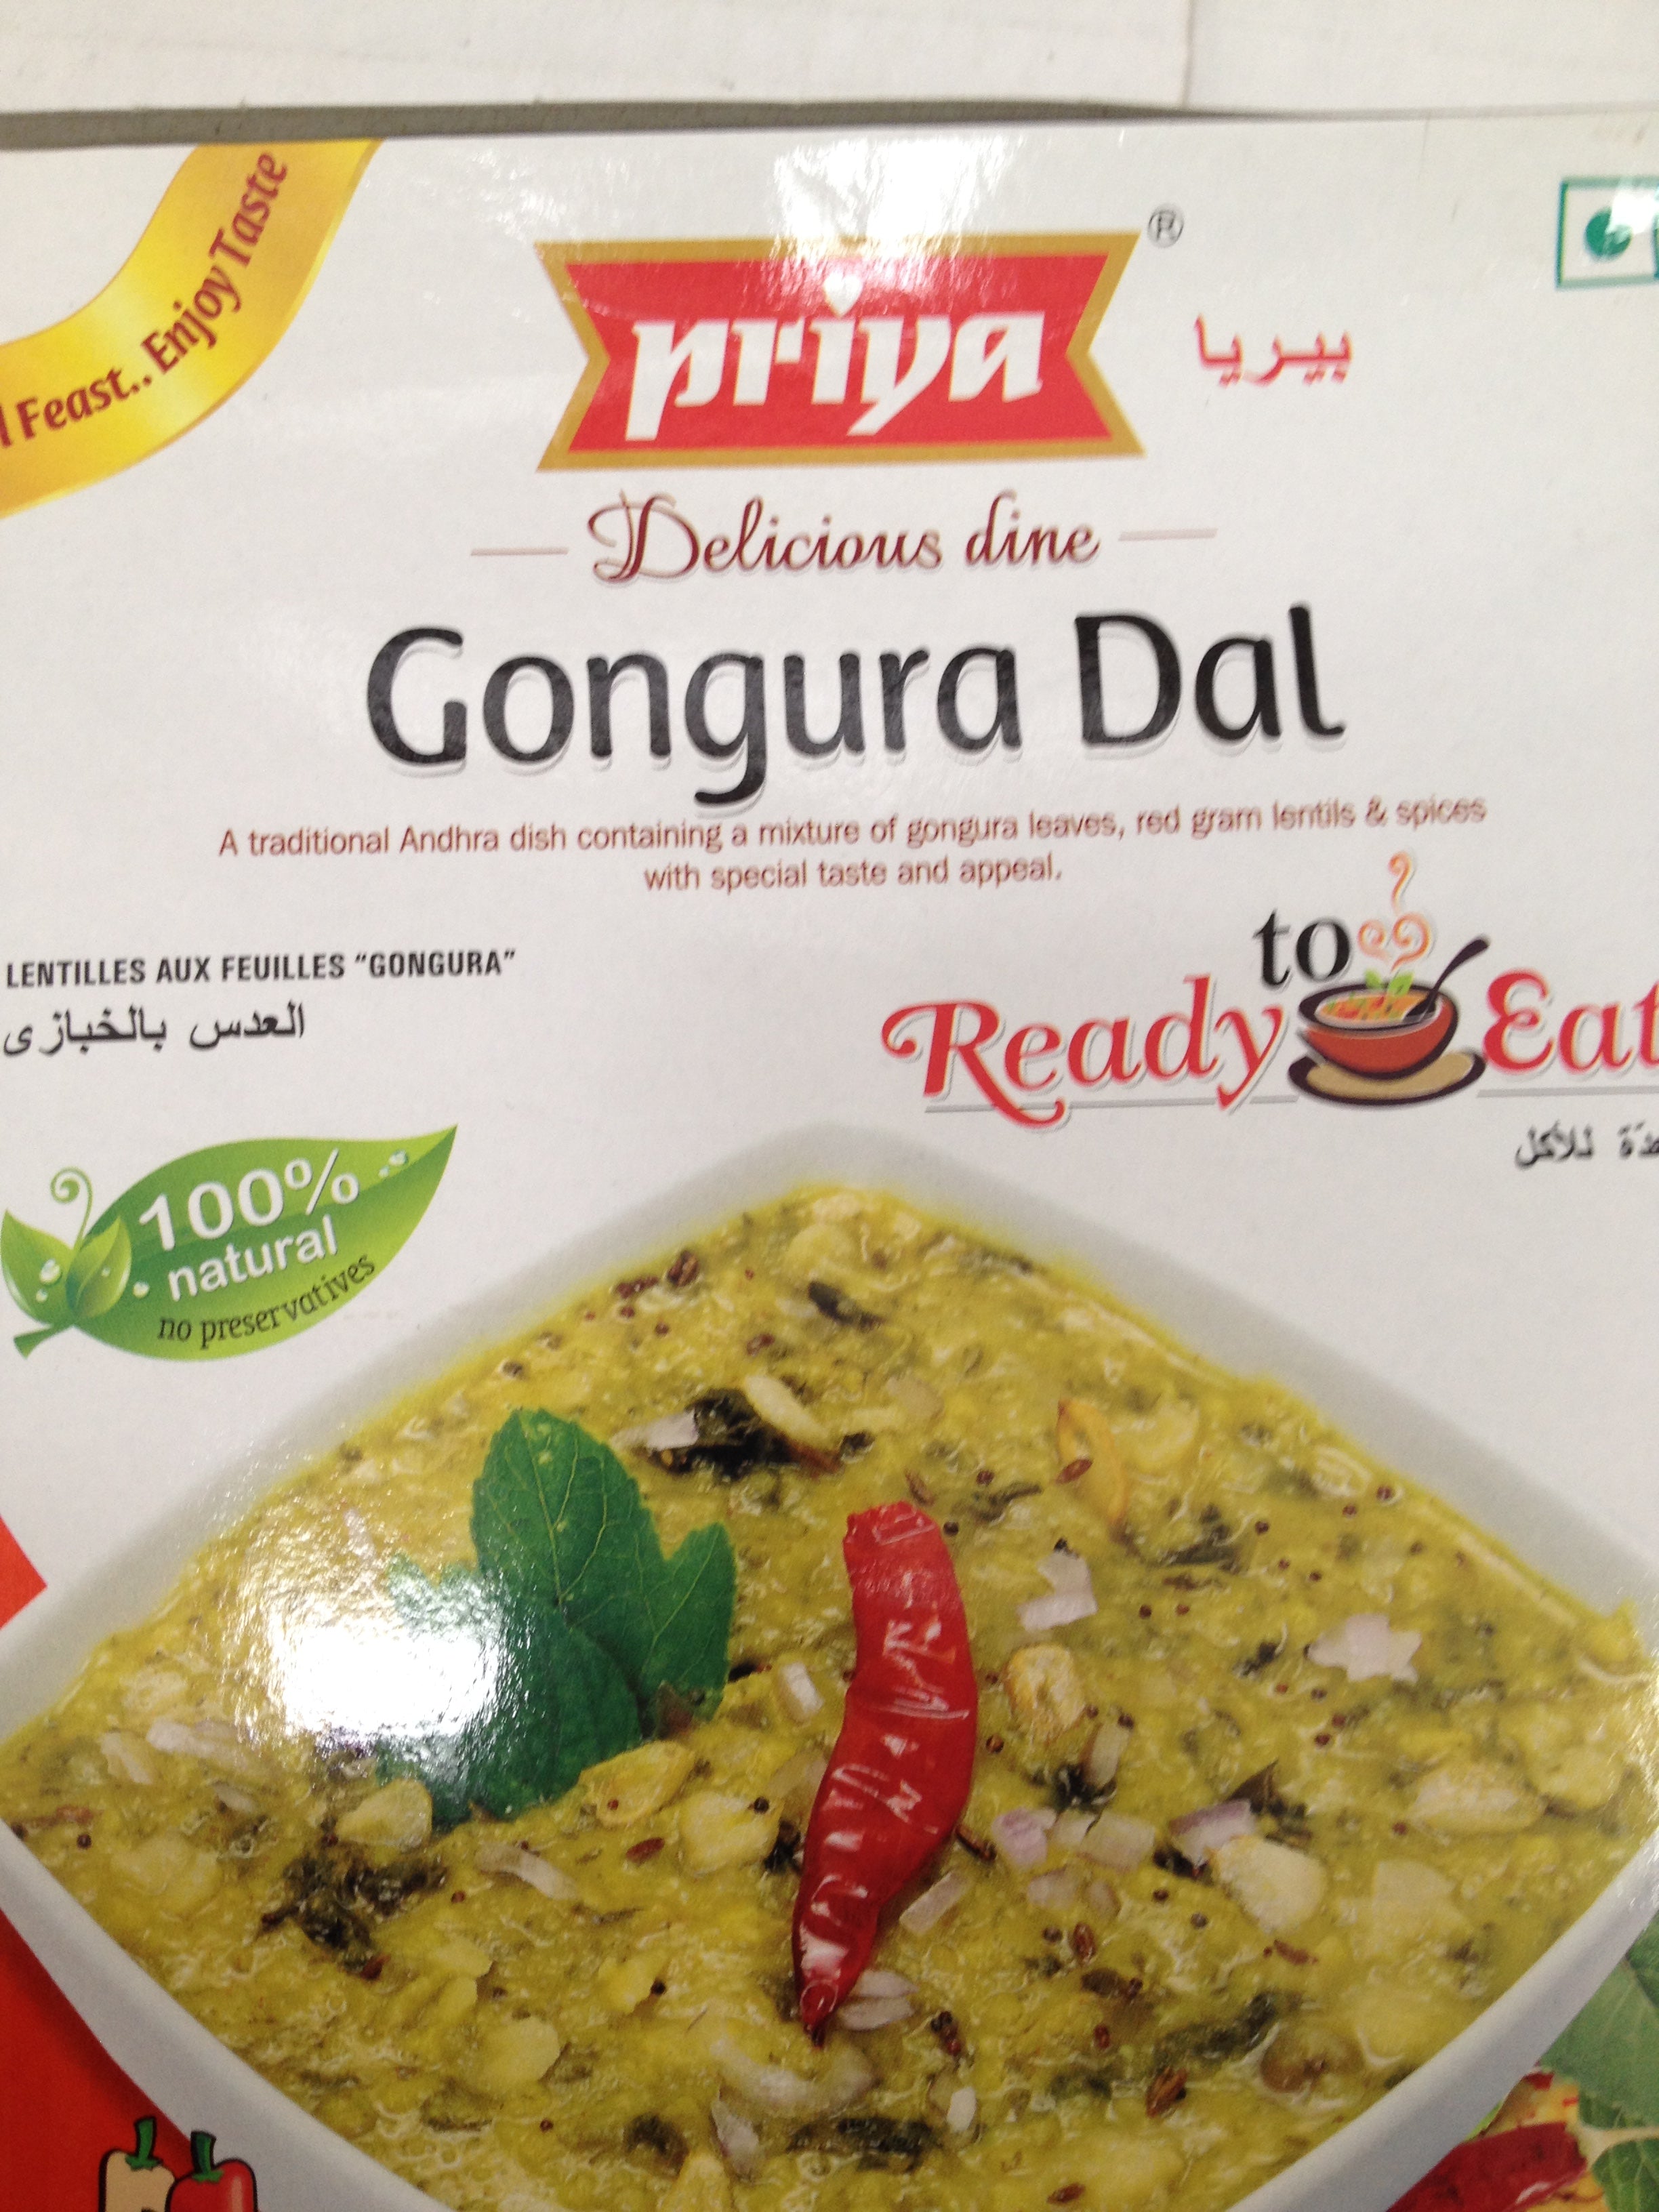 Feast.. Enjoy Taste
®
priya
بيريا
Delicious dine
Gongura Dal
A traditional Andhra dish containing a mixture of gongura leaves, red gram lentils & spices
with special taste and appeal.
LENTILLES AUX FEUILLES "GONGURA"
العدس بالخبازى
Ready to Eat
للأكل
100%
natural
no preservatives